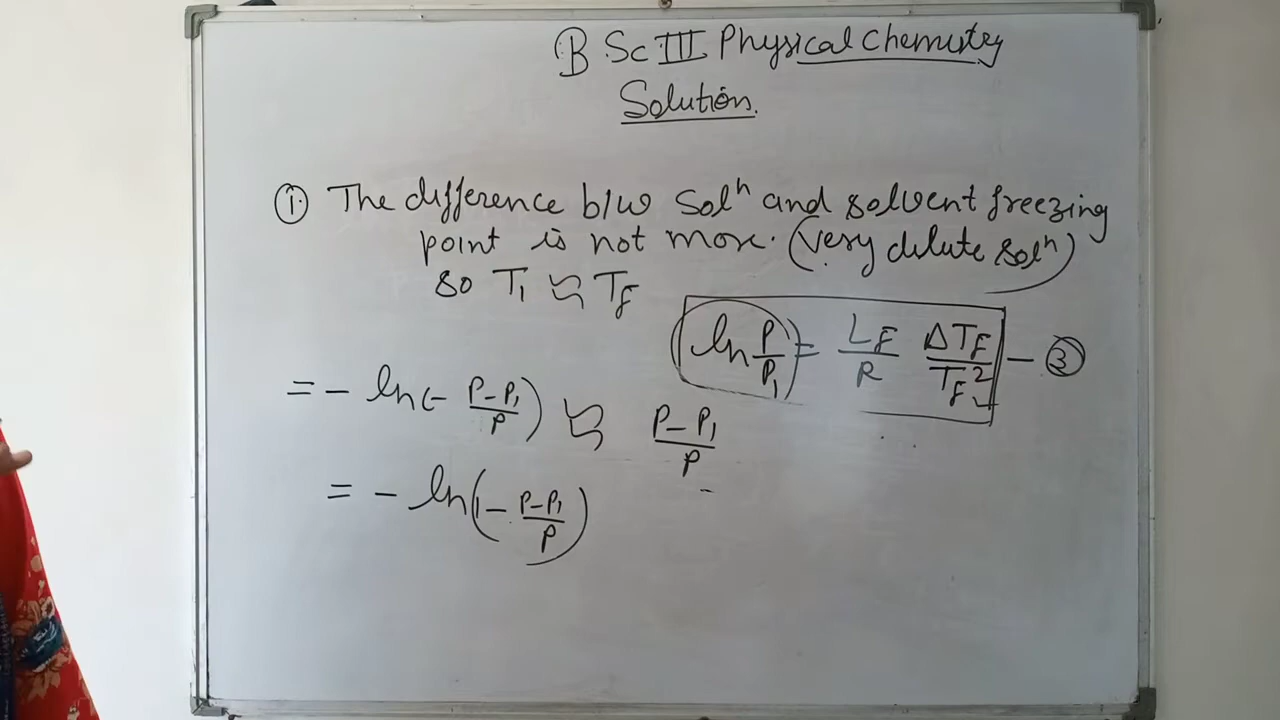 B Sc III Physical Chemistry
Solution.
① The difference b/w Solⁿ and solvent freezing
point is not more. (very dilute solⁿ)
so T₁ ≈ T_F
ln P/P₁ = L_F/R ΔT_F/T_F² - ③
= - ln(- P-P₁/P) ≈ P-P₁/P
= - ln(1- P-P₁/P)